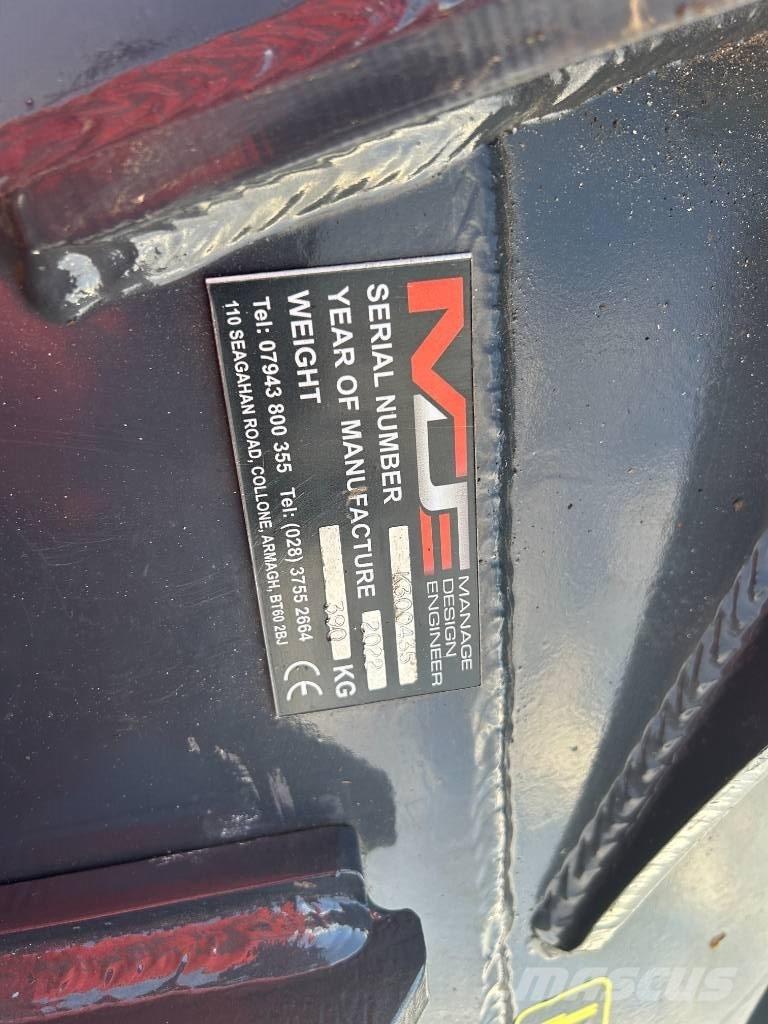 MDE
MANAGE
DESIGN
ENGINEER
SERIAL NUMBER K300435
YEAR OF MANUFACTURE 2022
WEIGHT 390 KG
Tel: 07943 800 355 Tel: (028) 3755 2664
110 SEAGAHAN ROAD, COLLONE, ARMAGH, BT60 2BJ
CE
mascus